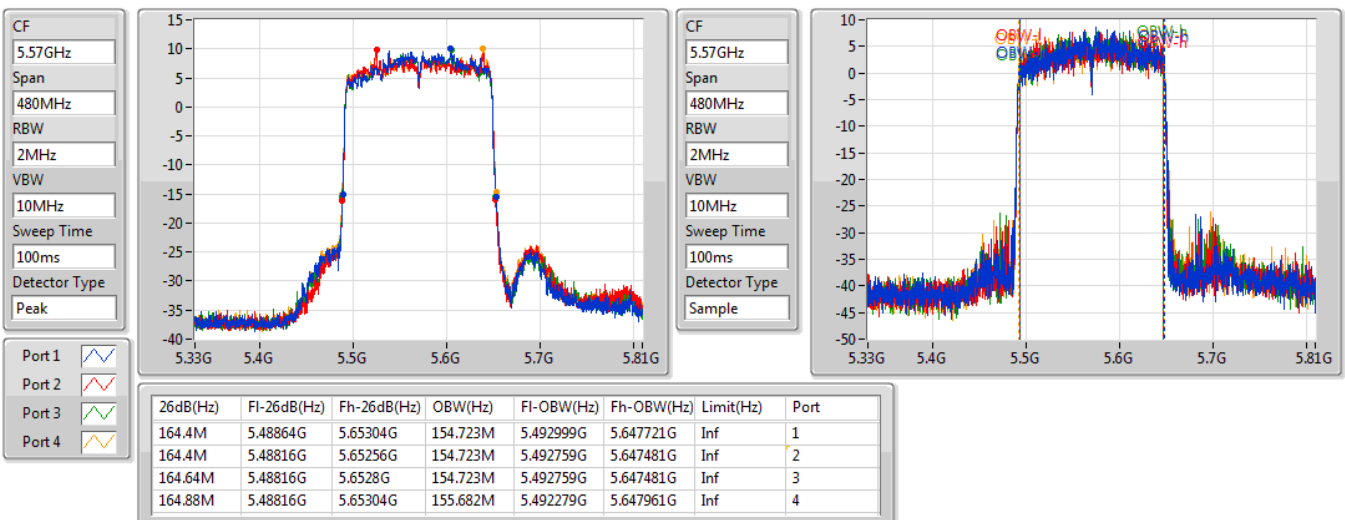 CF
5.57GHz
Span
480MHz
RBW
2MHz
VBW
10MHz
Sweep Time
100ms
Detector Type
Peak
15
10
5
0
-5
-10
-15
-20
-25
-30
-35
-40
5.33G 5.4G 5.5G 5.6G 5.7G 5.81G
CF
5.57GHz
Span
480MHz
RBW
2MHz
VBW
10MHz
Sweep Time
100ms
Detector Type
Sample
10
5
0
-5
-10
-15
-20
-25
-30
-35
-40
-45
-50
OBW-l OBW-h
5.33G 5.4G 5.5G 5.6G 5.7G 5.81G
Port 1
Port 2
Port 3
Port 4
26dB(Hz) Fl-26dB(Hz) Fh-26dB(Hz) OBW(Hz) Fl-OBW(Hz) Fh-OBW(Hz) Limit(Hz) Port
164.4M 5.48864G 5.65304G 154.723M 5.492999G 5.647721G Inf 1
164.4M 5.48816G 5.65256G 154.723M 5.492759G 5.647481G Inf 2
164.64M 5.48816G 5.6528G 154.723M 5.492759G 5.647481G Inf 3
164.88M 5.48816G 5.65304G 155.682M 5.492279G 5.647961G Inf 4